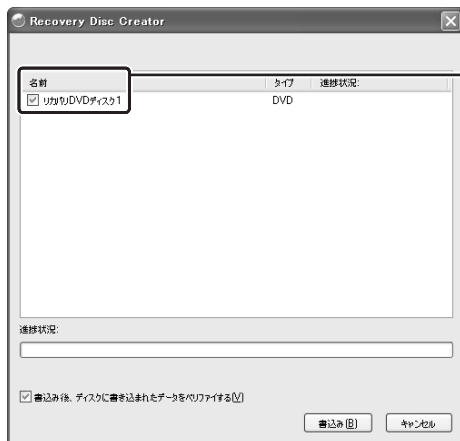 Recovery Disc Creator
名前 タイプ 進捗状況:
リカバリDVDディスク1 DVD
進捗状況:
書込み後、ディスクに書き込まれたデータをベリファイする(V)
書込み(B) キャンセル